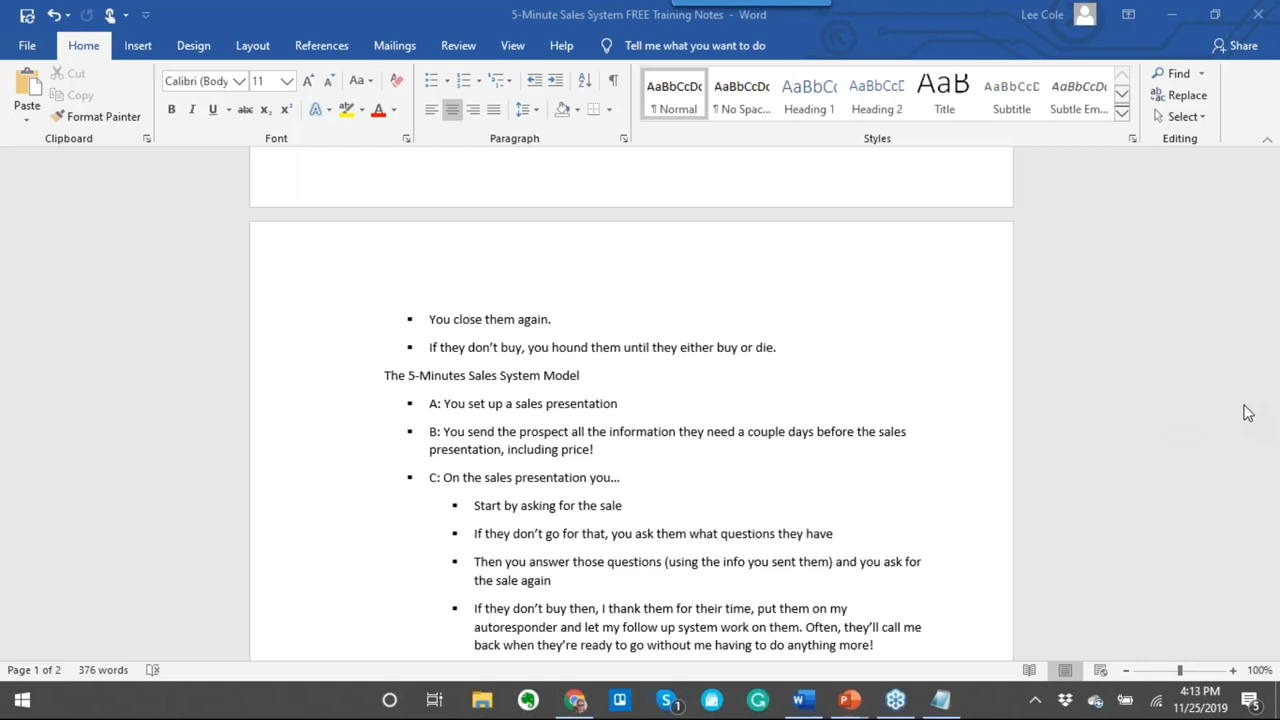 5-Minute Sales System FREE Training Notes - Word
Lee Cole
File Home Insert Design Layout References Mailings Review View Help Tell me what you want to do Share
Paste
Cut
Copy
Format Painter
Clipboard
Calibri (Body 11
Aa
B I U abc x₂ x² A
Font
Paragraph
AaBbCcDc AaBbCcDc AaBbCc AaBbCcD AaB AaBbCcD AaBbCcD
¶ Normal ¶ No Spac... Heading 1 Heading 2 Title Subtitle Subtle Em...
Styles
Find
Replace
Select
Editing
▪ You close them again.
▪ If they don't buy, you hound them until they either buy or die.
The 5-Minutes Sales System Model
▪ A: You set up a sales presentation
▪ B: You send the prospect all the information they need a couple days before the sales
presentation, including price!
▪ C: On the sales presentation you...
▪ Start by asking for the sale
▪ If they don't go for that, you ask them what questions they have
▪ Then you answer those questions (using the info you sent them) and you ask for
the sale again
▪ If they don't buy then, I thank them for their time, put them on my
autoresponder and let my follow up system work on them. Often, they'll call me
back when they're ready to go without me having to do anything more!
Page 1 of 2 376 words
100%
4:13 PM
11/25/2019